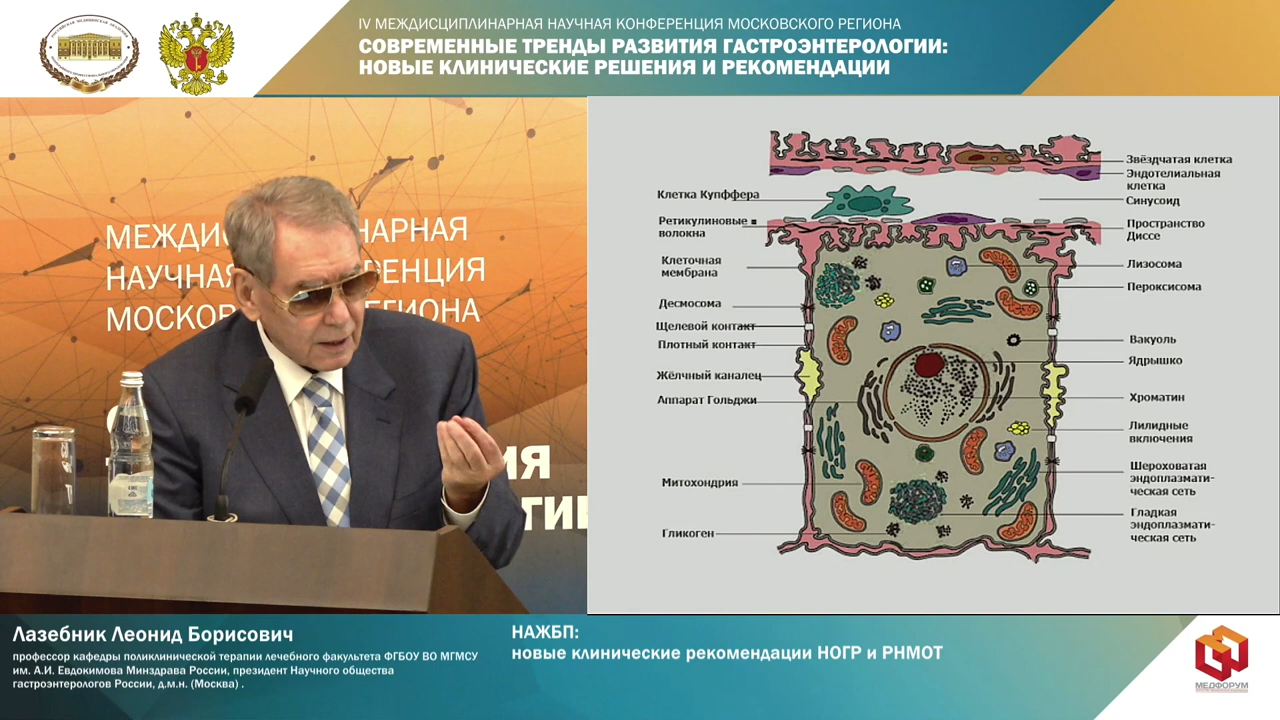 IV МЕЖДИСЦИПЛИНАРНАЯ НАУЧНАЯ КОНФЕРЕНЦИЯ МОСКОВСКОГО РЕГИОНА
СОВРЕМЕННЫЕ ТРЕНДЫ РАЗВИТИЯ ГАСТРОЭНТЕРОЛОГИИ:
НОВЫЕ КЛИНИЧЕСКИЕ РЕШЕНИЯ И РЕКОМЕНДАЦИИ
МЕЖДИС НАРНАЯ
НАУЧНАЯ ЕРЕНЦИЯ
МОСКОВ ЕГИОНА
ИЯ
ТИ
Клетка Купффера
Ретикулиновые
волокна
Клеточная
мембрана
Десмосома
Щелевой контакт
Плотный контакт
Жёлчный каналец
Аппарат Гольджи
Митохондрия
Гликоген
Звёздчатая клетка
Эндотелиальная
клетка
Синусоид
Пространство
Диссе
Лизосома
Пероксисома
Вакуоль
Ядрышко
Хроматин
Лилидные
включения
Шероховатая
эндоплазмати-
ческая сеть
Гладкая
эндоплазмати-
ческая сеть
Лазебник Леонид Борисович
профессор кафедры поликлинической терапии лечебного факультета ФГБОУ ВО МГМСУ
им. А.И. Евдокимова Минздрава России, президент Научного общества
гастроэнтерологов России, д.м.н. (Москва) .
НАЖБП:
новые клинические рекомендации НОГР и РНМОТ
МЕДФОРУМ